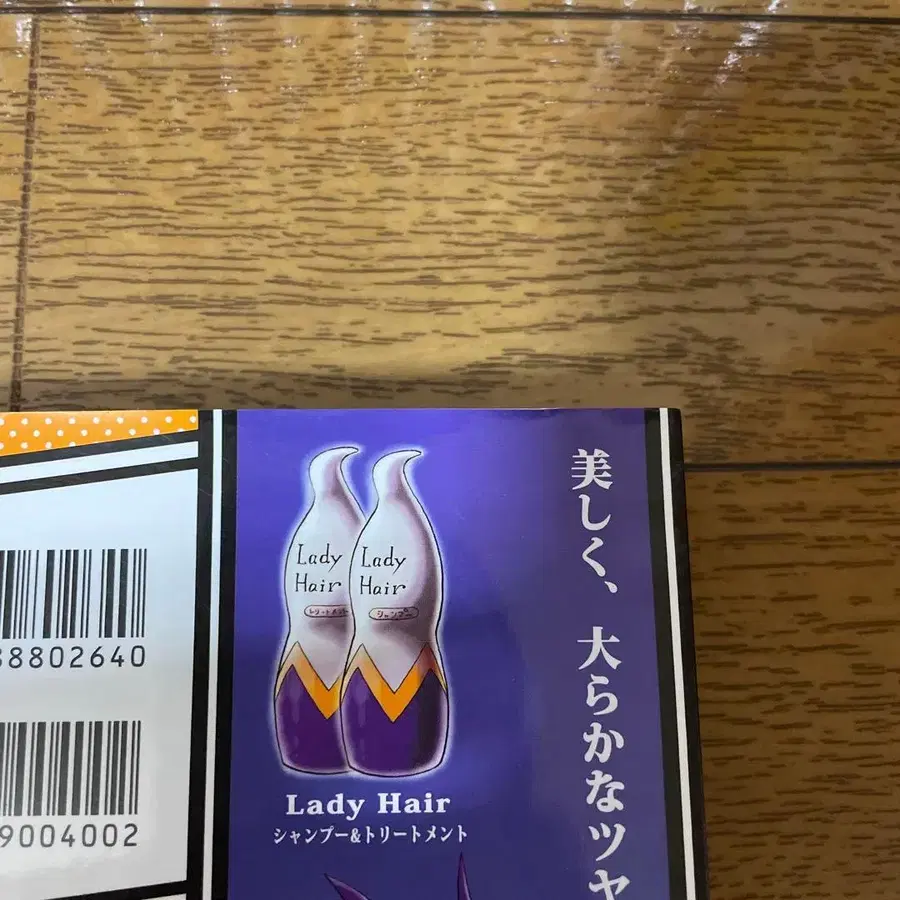 美しく、大らかなツヤ
Lady
Hair
トリートメント
Lady
Hair
シャンプー
Lady Hair
シャンプー&トリートメント
88802640
9004002